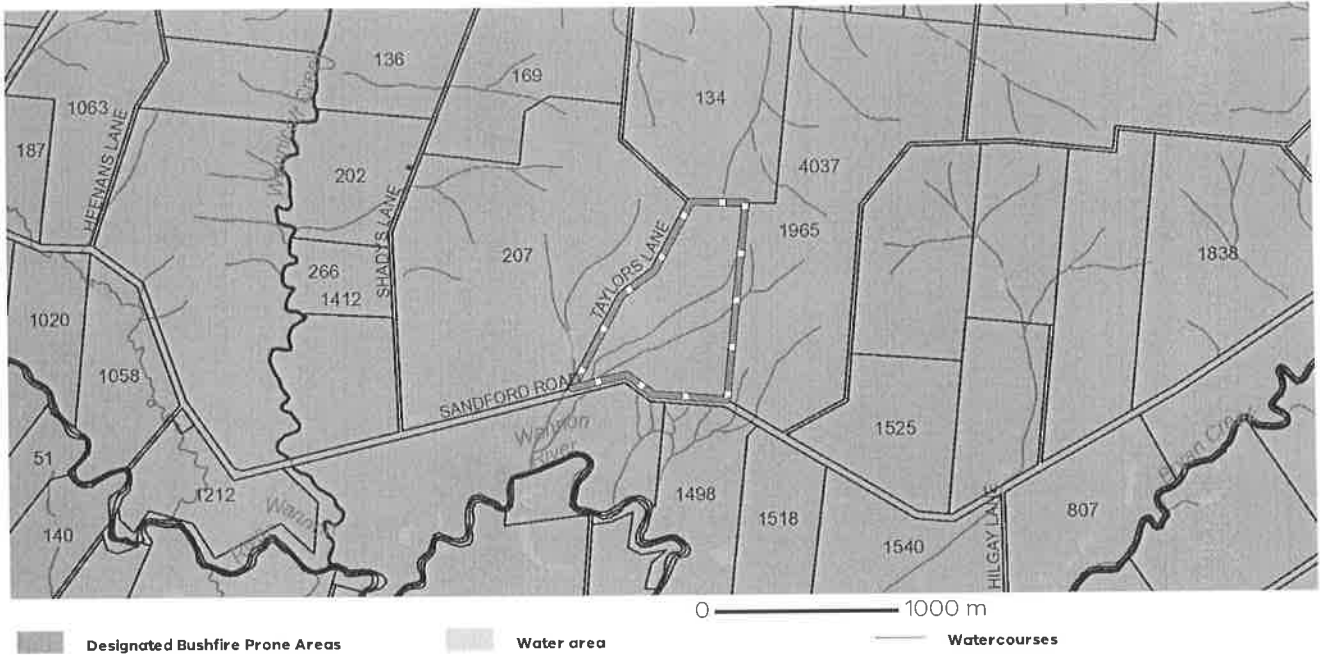 136
169
134
1063
187
HEENANS LANE
202
SHADYS LANE
4037
1965
207
TAYLORS LANE
266
1412
1838
1020
1058
SANDFORD ROAD
Wannon
River
1525
51
1212
1498
1518
807
140
1540
HILGAY LANE
0 1000 m
Designated Bushfire Prone Areas
Water area
Watercourses